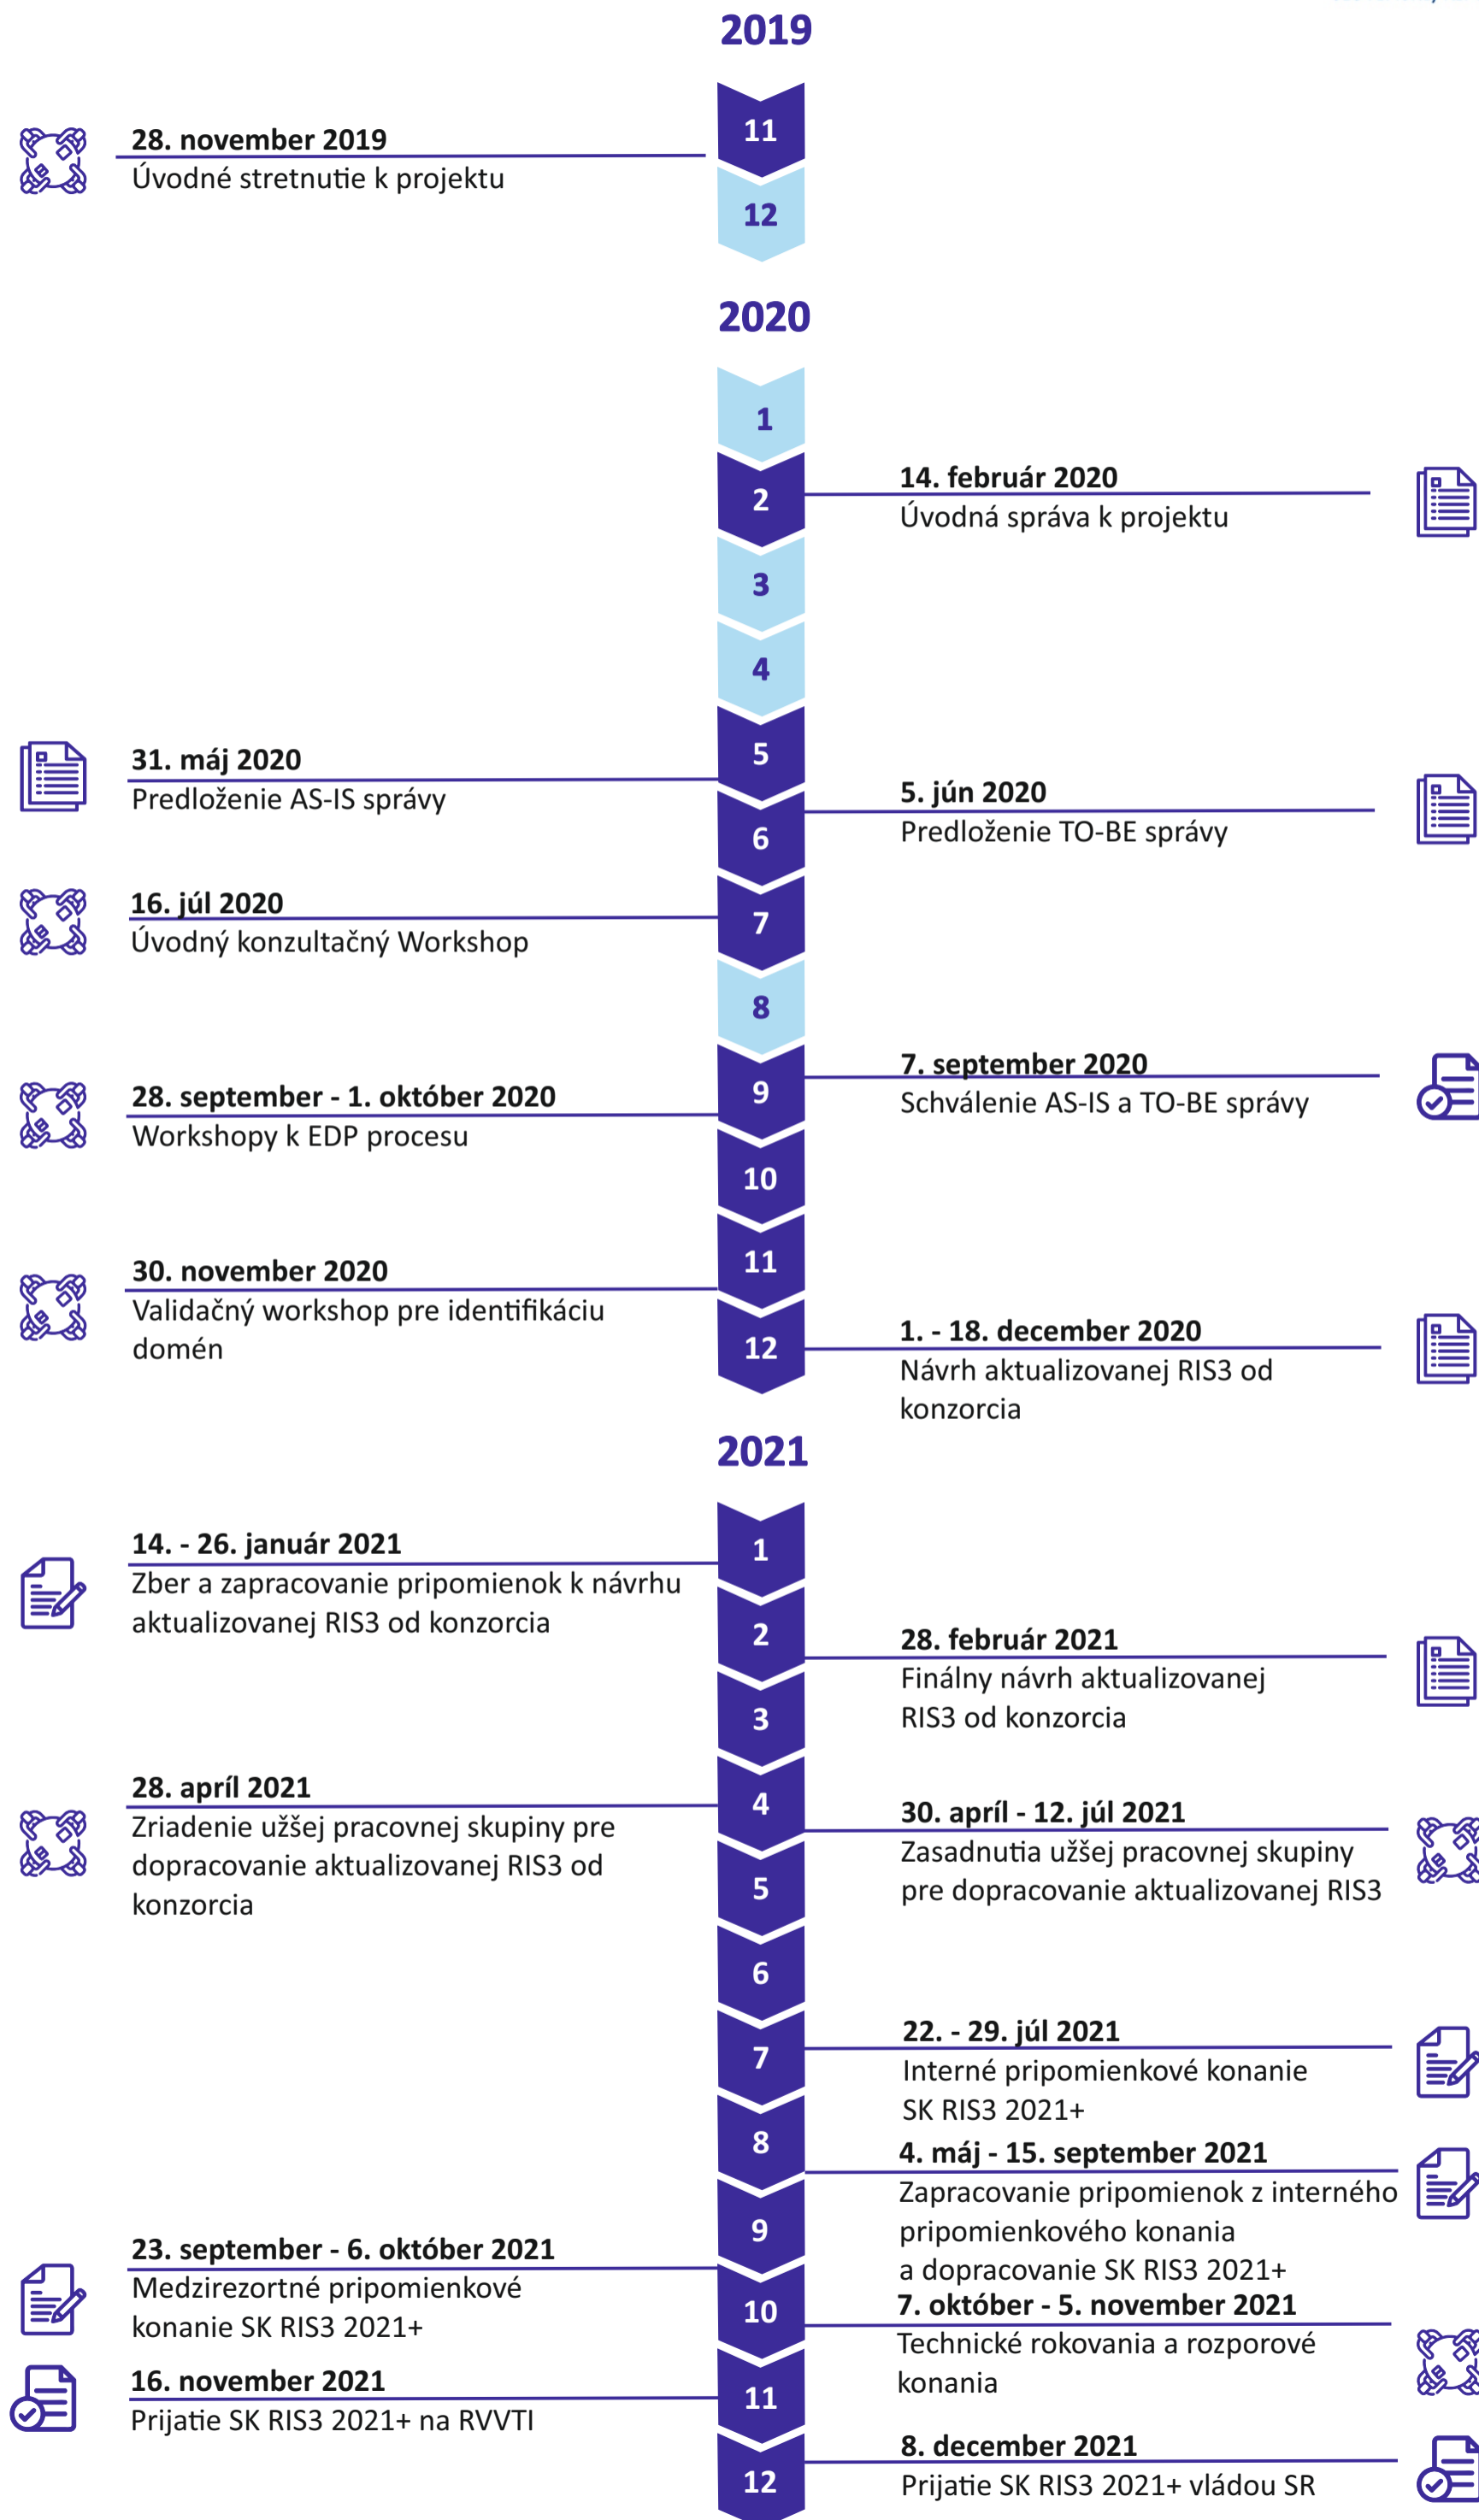 2019
11
28. november 2019
Úvodné stretnutie k projektu
12
2020
1
2
14. február 2020
Úvodná správa k projektu
3
4
5
31. máj 2020
Predloženie AS-IS správy
5. jún 2020
Predloženie TO-BE správy
6
16. júl 2020
Úvodný konzultačný Workshop
7
8
7. september 2020
Schválenie AS-IS a TO-BE správy
9
28. september - 1. október 2020
Workshopy k EDP procesu
10
11
30. november 2020
Validačný workshop pre identifikáciu
domén
12
1. - 18. december 2020
Návrh aktualizovanej RIS3 od
konzorcia
2021
1
14. - 26. január 2021
Zber a zapracovanie pripomienok k návrhu
aktualizovanej RIS3 od konzorcia
2
28. február 2021
Finálny návrh aktualizovanej
RIS3 od konzorcia
3
28. apríl 2021
Zriadenie užšej pracovnej skupiny pre
dopracovanie aktualizovanej RIS3 od
konzorcia
4
30. apríl - 12. júl 2021
Zasadnutia užšej pracovnej skupiny
pre dopracovanie aktualizovanej RIS3
5
6
7
22. - 29. júl 2021
Interné pripomienkové konanie
SK RIS3 2021+
8
4. máj - 15. september 2021
Zapracovanie pripomienok z interného
pripomienkového konania
a dopracovanie SK RIS3 2021+
9
23. september - 6. október 2021
Medzirezortné pripomienkové
konanie SK RIS3 2021+
10
7. október - 5. november 2021
Technické rokovania a rozporové
konania
16. november 2021
Prijatie SK RIS3 2021+ na RVVTI
11
8. december 2021
Prijatie SK RIS3 2021+ vládou SR
12